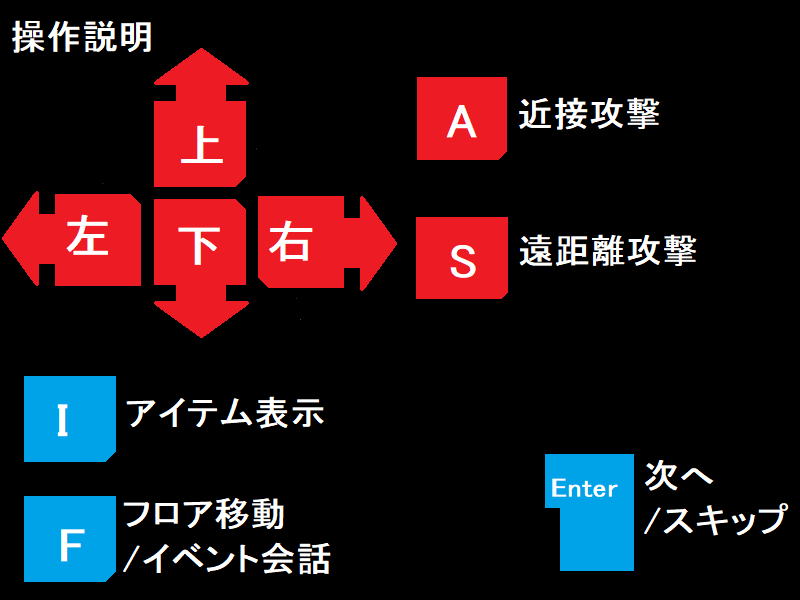 操作説明
上
左
下
右
A
近接攻撃
S
遠距離攻撃
I
アイテム表示
F
フロア移動
/イベント会話
Enter
次へ
/スキップ